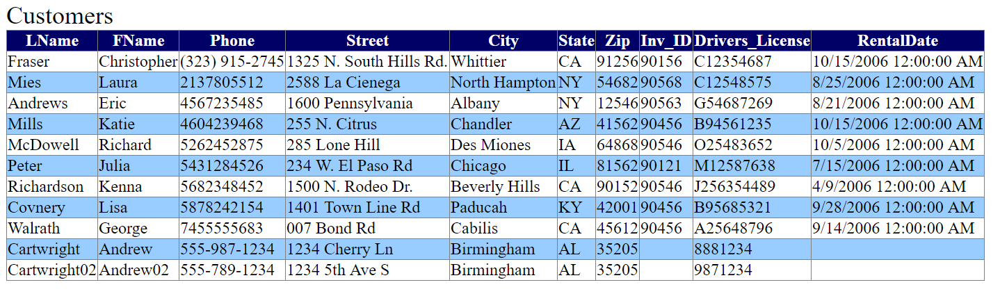 Customers
LName FName Phone Street City State Zip Inv_ID Drivers_License RentalDate
Fraser Christopher (323) 915-2745 1325 N. South Hills Rd. Whittier CA 91256 90156 C12354687 10/15/2006 12:00:00 AM
Mies Laura 2137805512 2588 La Cienega North Hampton NY 54682 90568 C12548575 8/25/2006 12:00:00 AM
Andrews Eric 4567235485 1600 Pennsylvania Albany NY 12546 90563 G54687269 8/21/2006 12:00:00 AM
Mills Katie 4604239468 255 N. Citrus Chandler AZ 41562 90456 B94561235 10/15/2006 12:00:00 AM
McDowell Richard 5262452875 285 Lone Hill Des Miones IA 64868 90546 O25483652 10/5/2006 12:00:00 AM
Peter Julia 5431284526 234 W. El Paso Rd Chicago IL 81562 90121 M12587638 7/15/2006 12:00:00 AM
Richardson Kenna 5682348452 1500 N. Rodeo Dr. Beverly Hills CA 90152 90546 J256354489 4/9/2006 12:00:00 AM
Covnery Lisa 5878242154 1401 Town Line Rd Paducah KY 42001 90456 B95685321 9/28/2006 12:00:00 AM
Walrath George 7455555683 007 Bond Rd Cabilis CA 45612 90456 A25648796 9/14/2006 12:00:00 AM
Cartwright Andrew 555-987-1234 1234 Cherry Ln Birmingham AL 35205 8881234
Cartwright02 Andrew02 555-789-1234 1234 5th Ave S Birmingham AL 35205 9871234